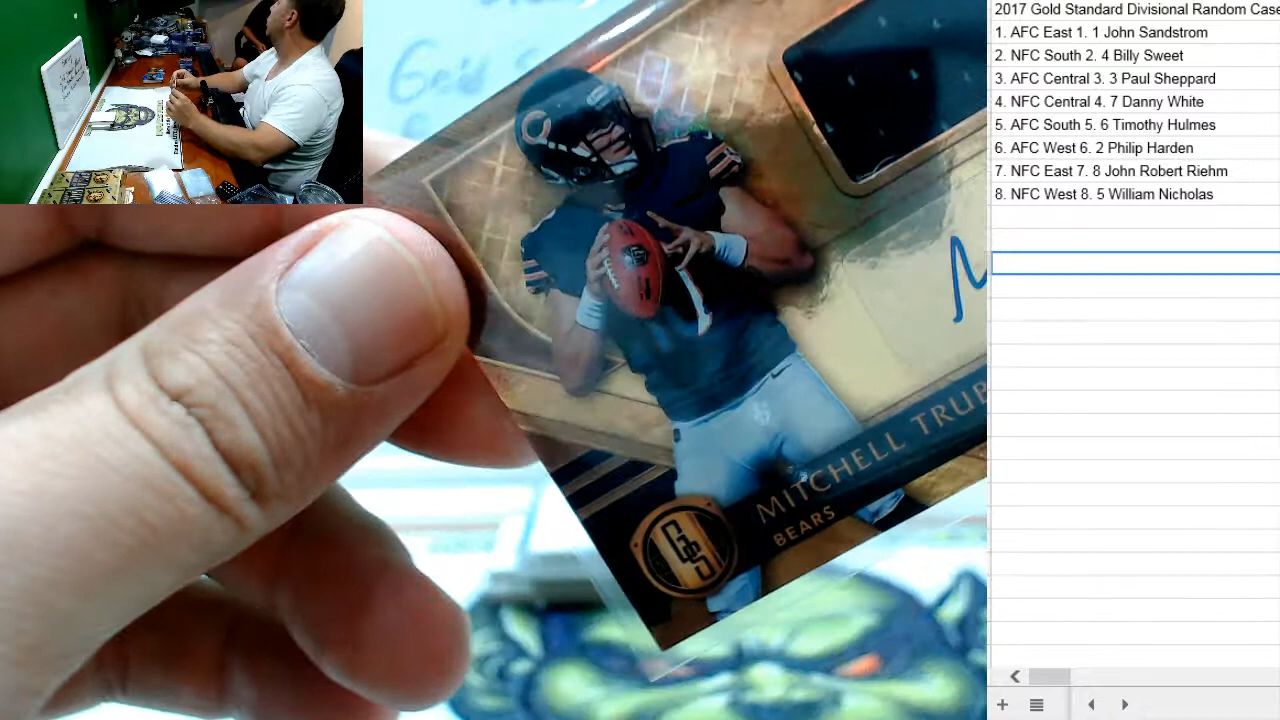 2017 Gold Standard Divisional Random Case
1. AFC East 1. 1 John Sandstrom
2. NFC South 2. 4 Billy Sweet
3. AFC Central 3. 3 Paul Sheppard
4. NFC Central 4. 7 Danny White
5. AFC South 5. 6 Timothy Hulmes
6. AFC West 6. 2 Philip Harden
7. NFC East 7. 8 John Robert Riehm
8. NFC West 8. 5 William Nicholas
MITCHELL TRUB
BEARS
GS